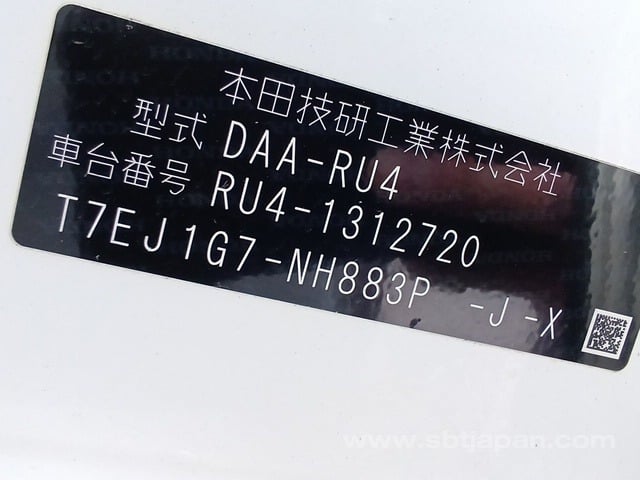 本田技研工業株式会社
型式 DAA-RU4
車台番号 RU4-1312720
T7EJ1G7-NH883P -J -X
www.sbtjapan.com